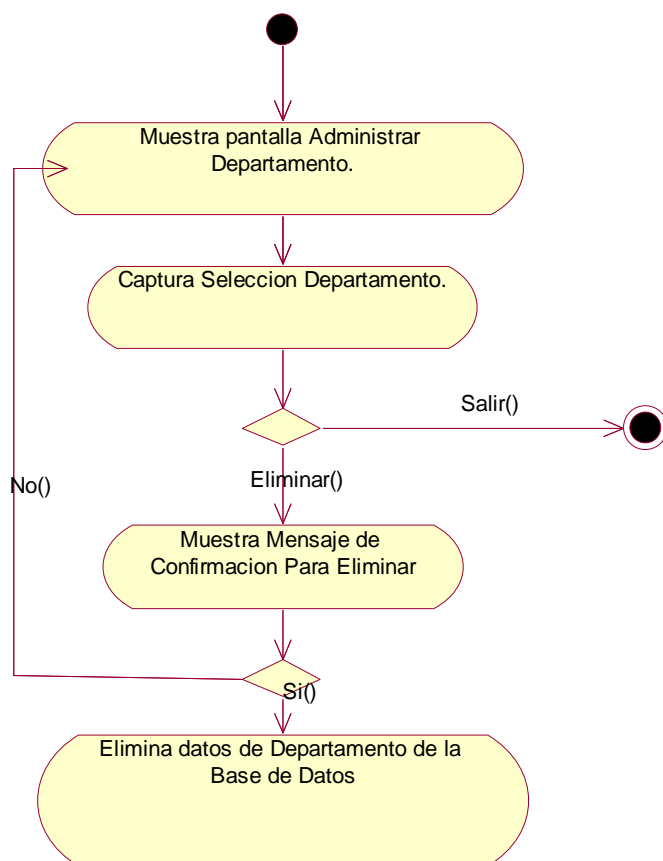 Muestra pantalla Administrar
Departamento.
Captura Seleccion Departamento.
Salir()
Eliminar()
No()
Muestra Mensaje de
Confirmacion Para Eliminar
Si()
Elimina datos de Departamento de la
Base de Datos